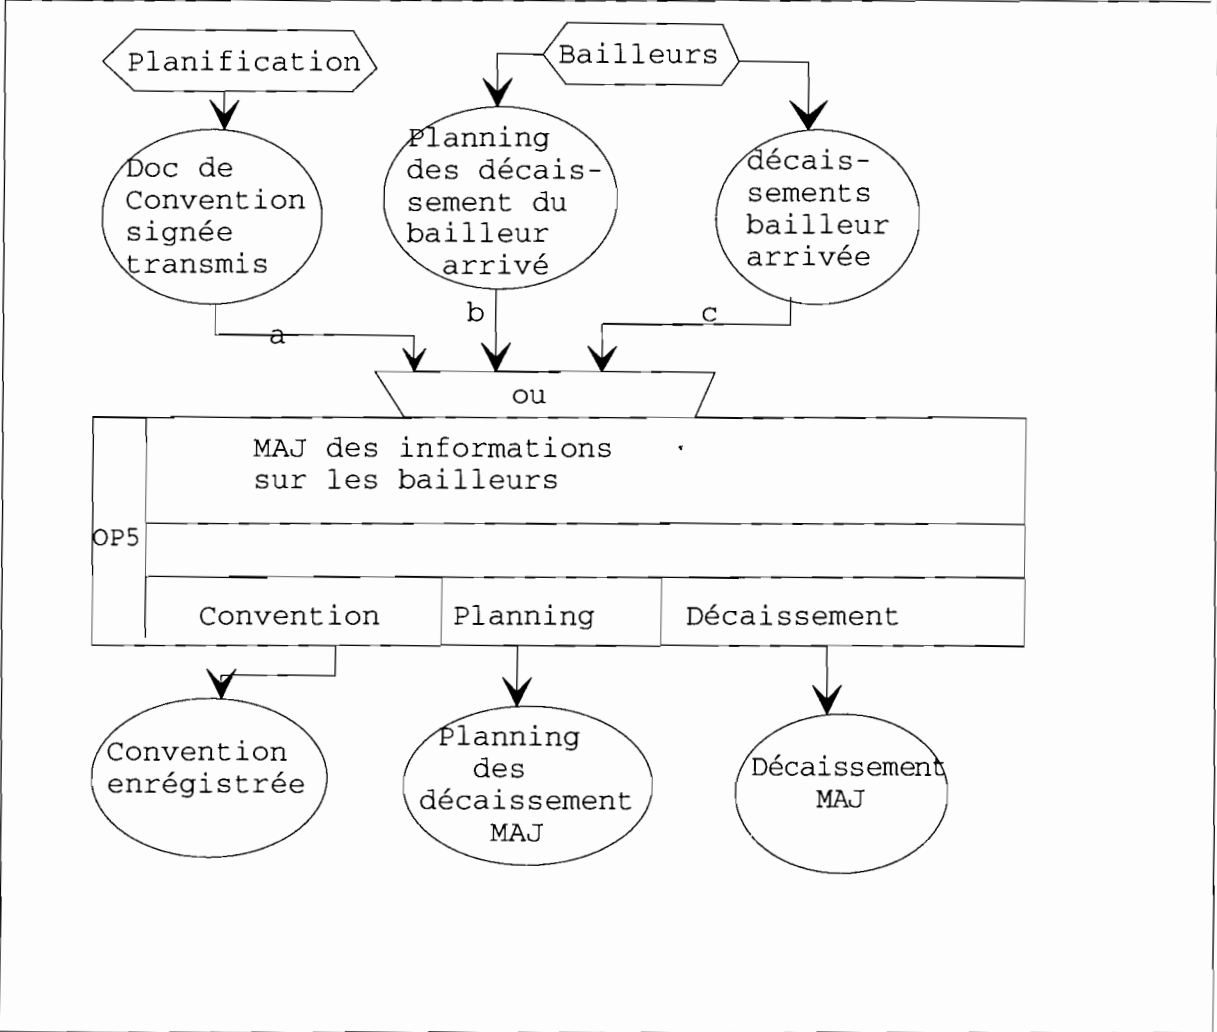 Planification
Bailleurs
Doc de
Convention
signée
transmis
Planning
des décais-
sement du
bailleur
arrivé
décais-
sements
bailleur
arrivée
a
b
c
ou
OP5
MAJ des informations
sur les bailleurs
Convention
Planning
Décaissement
Convention
enrégistrée
Planning
des
décaissement
MAJ
Décaissement
MAJ